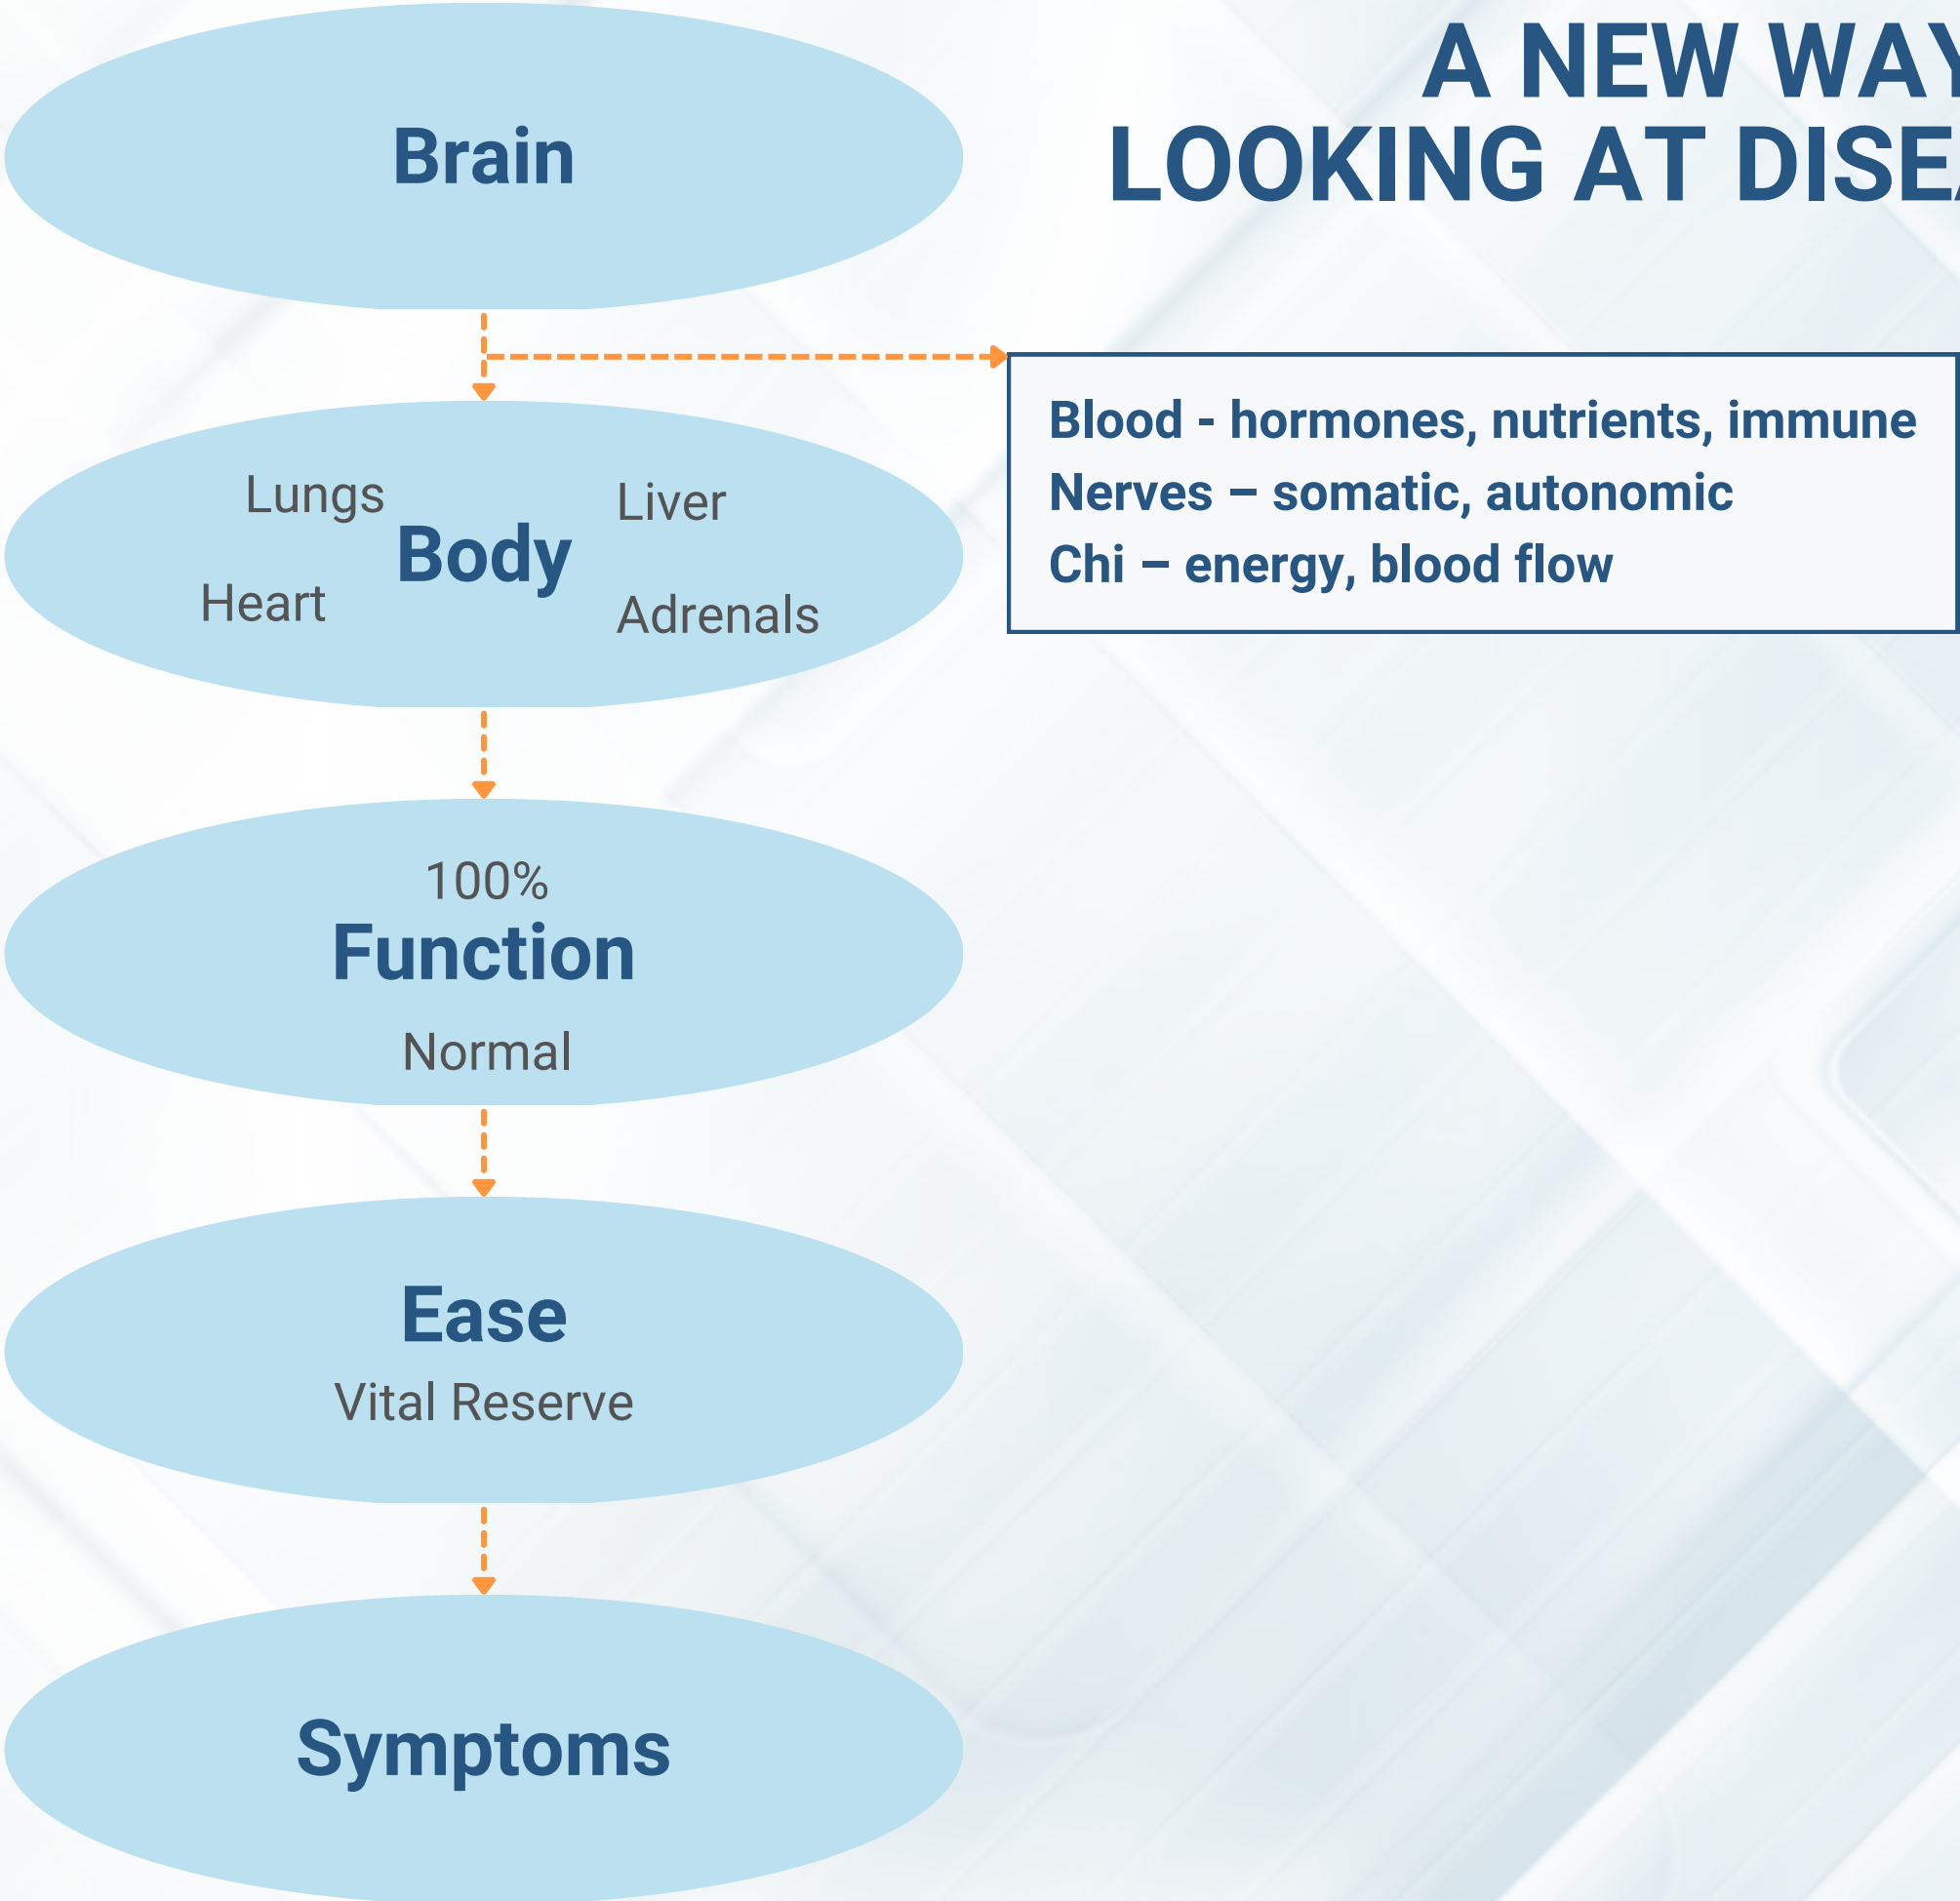 A NEW WAY
LOOKING AT DISEA
Brain
Blood - hormones, nutrients, immune
Nerves – somatic, autonomic
Chi – energy, blood flow
Lungs
Liver
Body
Heart
Adrenals
100%
Function
Normal
Ease
Vital Reserve
Symptoms